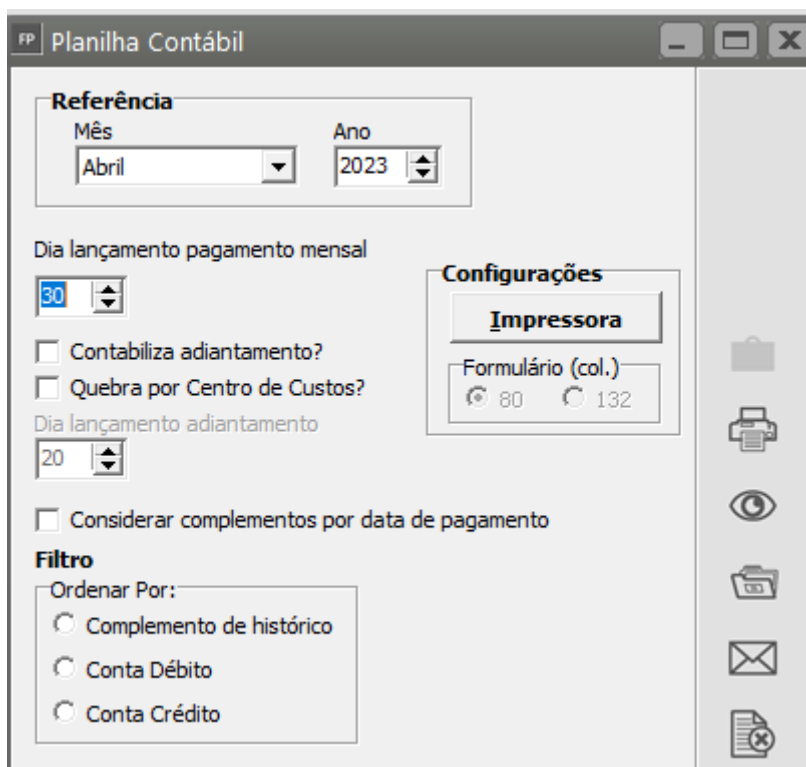 FP Planilha Contábil
Referência
Mês Ano
Abril 2023
Dia lançamento pagamento mensal
30
Configurações
Impressora
Formulário (col.)
80 132
Contabiliza adiantamento?
Quebra por Centro de Custos?
Dia lançamento adiantamento
20
Considerar complementos por data de pagamento
Filtro
Ordenar Por:
Complemento de histórico
Conta Débito
Conta Crédito